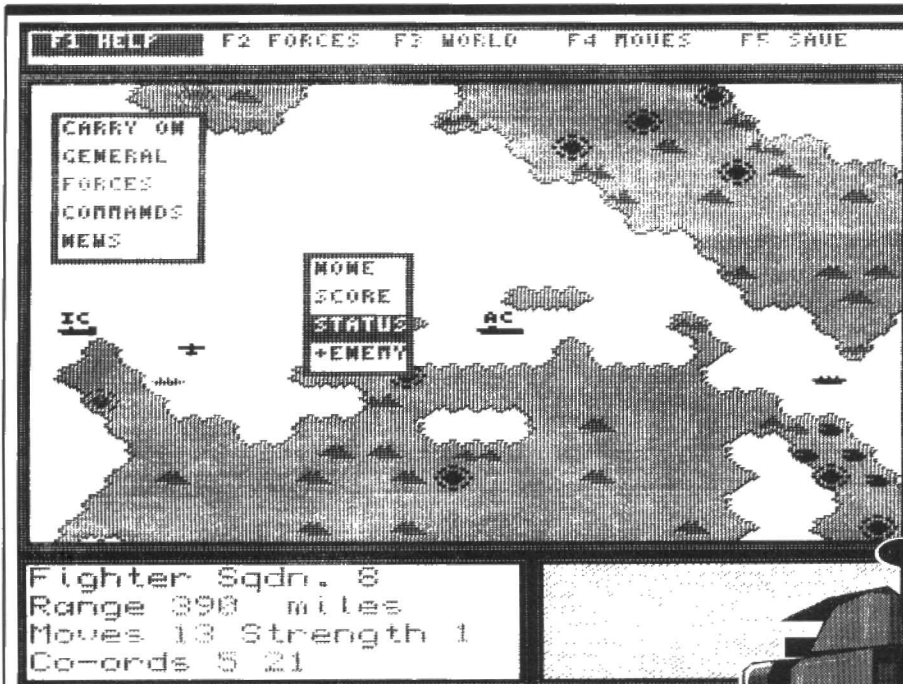 F1 HELP F2 FORCES F3 WORLD F4 MOVES F5 SAVE
CARRY ON
GENERAL
FORCES
COMMANDS
NEWS
NONE
SCORE
STATUS
+ENEMY
IC
AC
Fighter Sqdn. 8
Range 390 miles
Moves 13 Strength 1
Co-ords 5 21